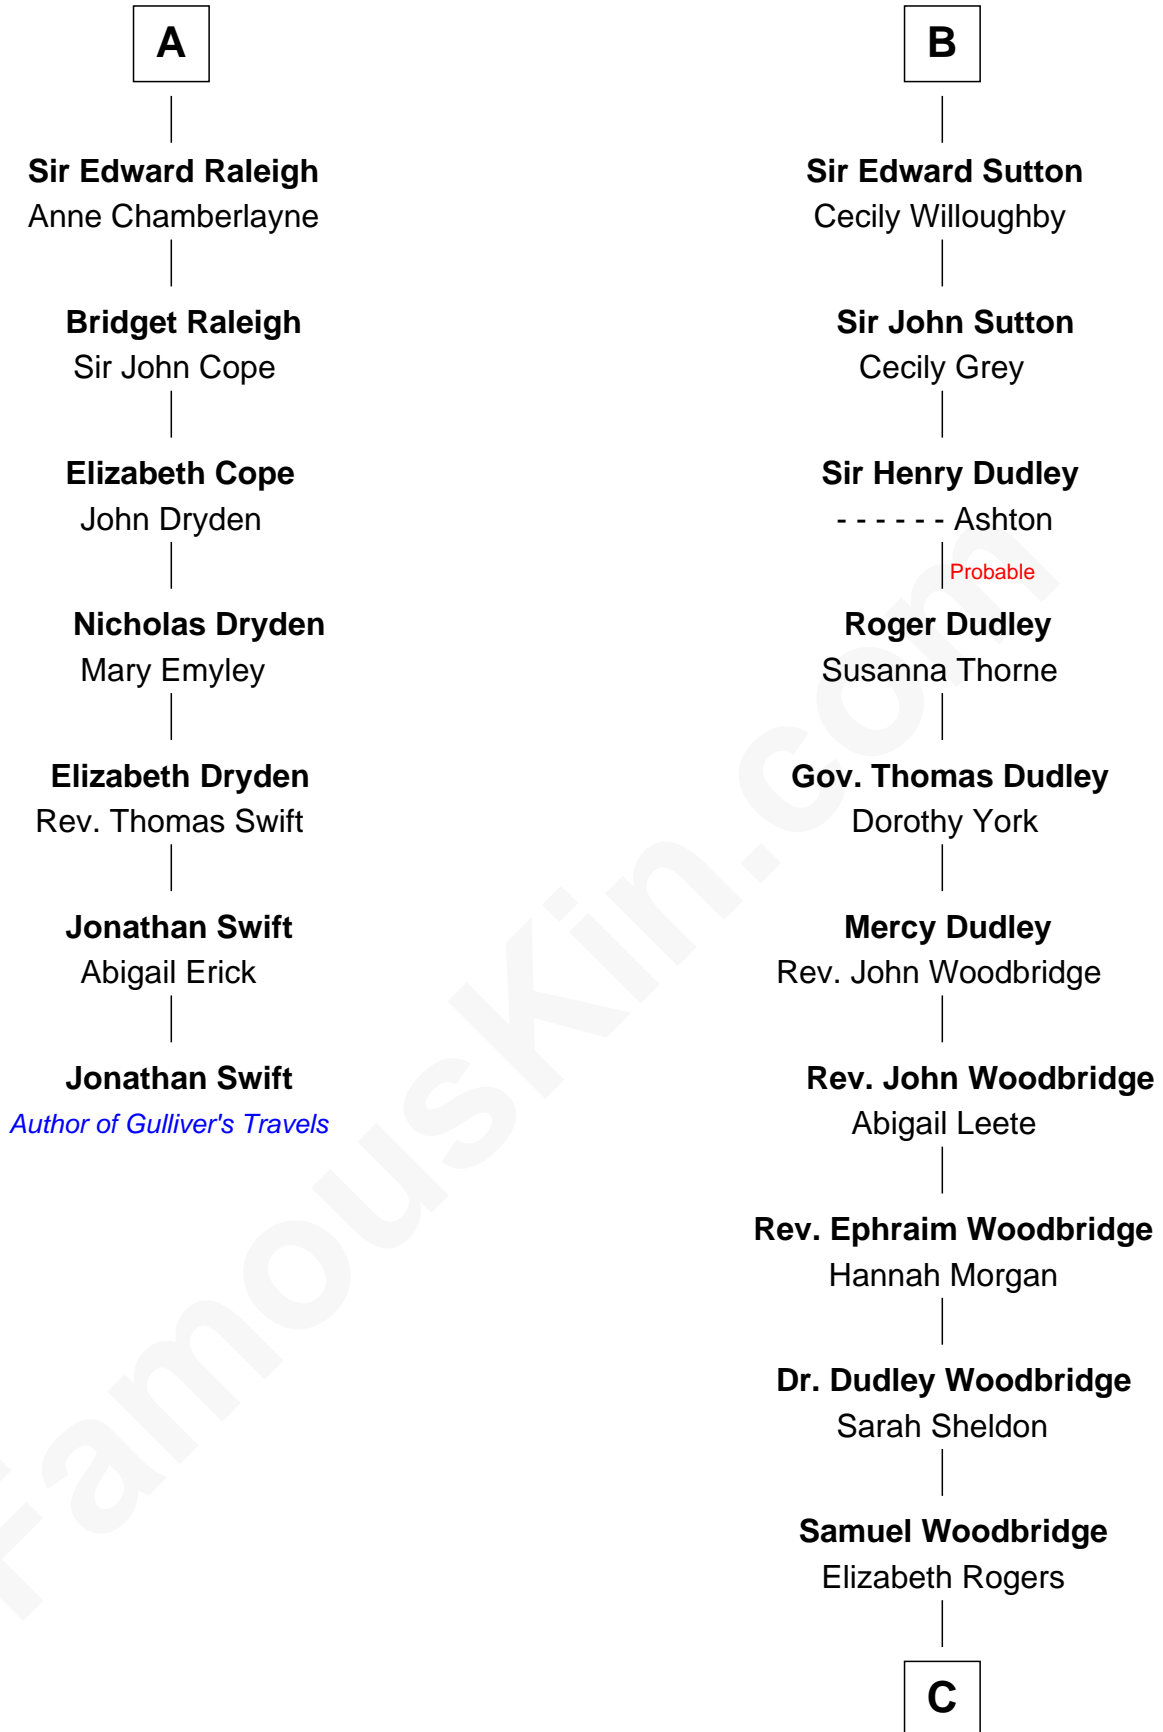 A
Sir Edward Raleigh
Anne Chamberlayne
Bridget Raleigh
Sir John Cope
Elizabeth Cope
John Dryden
Nicholas Dryden
Mary Emyley
Elizabeth Dryden
Rev. Thomas Swift
Jonathan Swift
Abigail Erick
Jonathan Swift
Author of Gulliver's Travels
B
Sir Edward Sutton
Cecily Willoughby
Sir John Sutton
Cecily Grey
Sir Henry Dudley
- - - - - - Ashton
Probable
Roger Dudley
Susanna Thorne
Gov. Thomas Dudley
Dorothy York
Mercy Dudley
Rev. John Woodbridge
Rev. John Woodbridge
Abigail Leete
Rev. Ephraim Woodbridge
Hannah Morgan
Dr. Dudley Woodbridge
Sarah Sheldon
Samuel Woodbridge
Elizabeth Rogers
C
FamousKin.com